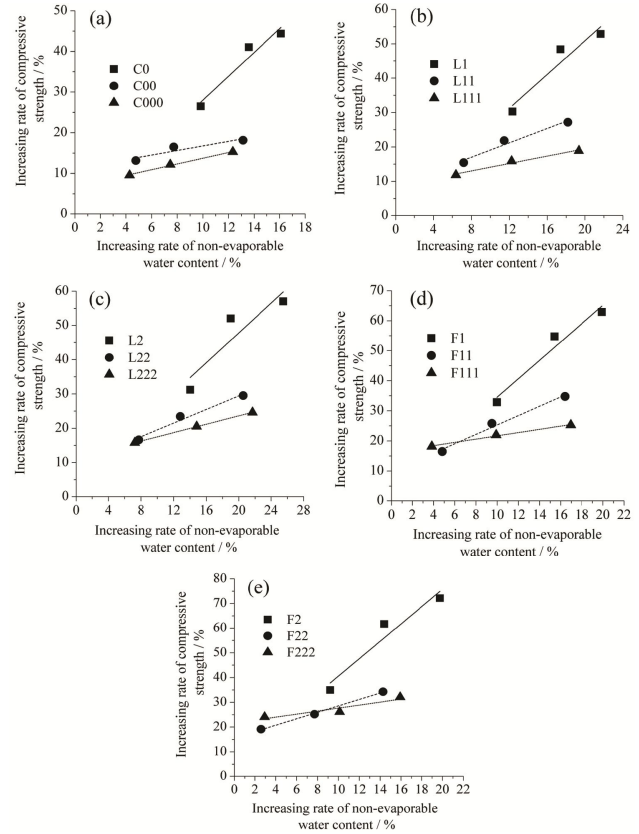 (a)
C0
C00
C000
50
40
30
20
10
0
0 2 4 6 8 10 12 14 16 18
Increasing rate of compressive
strength / %
Increasing rate of non-evaporable
water content / %
(b)
L1
L11
L111
60
50
40
30
20
10
0
0 4 8 12 16 20 24
Increasing rate of compressive
strength / %
Increasing rate of non-evaporable
water content / %
(c)
L2
L22
L222
60
50
40
30
20
10
0
0 4 8 12 16 20 24 28
Increasing rate of compressive
strength / %
Increasing rate of non-evaporable
water content / %
(d)
F1
F11
F111
70
60
50
40
30
20
10
0
0 2 4 6 8 10 12 14 16 18 20 22
Increasing rate of compressive
strength / %
Increasing rate of non-evaporable
water content /%
(e)
F2
F22
F222
80
70
60
50
40
30
20
10
0
0 2 4 6 8 10 12 14 16 18 20 22
Increasing rate of compressive
strength / %
Increasing rate of non-evaporable
water content / %